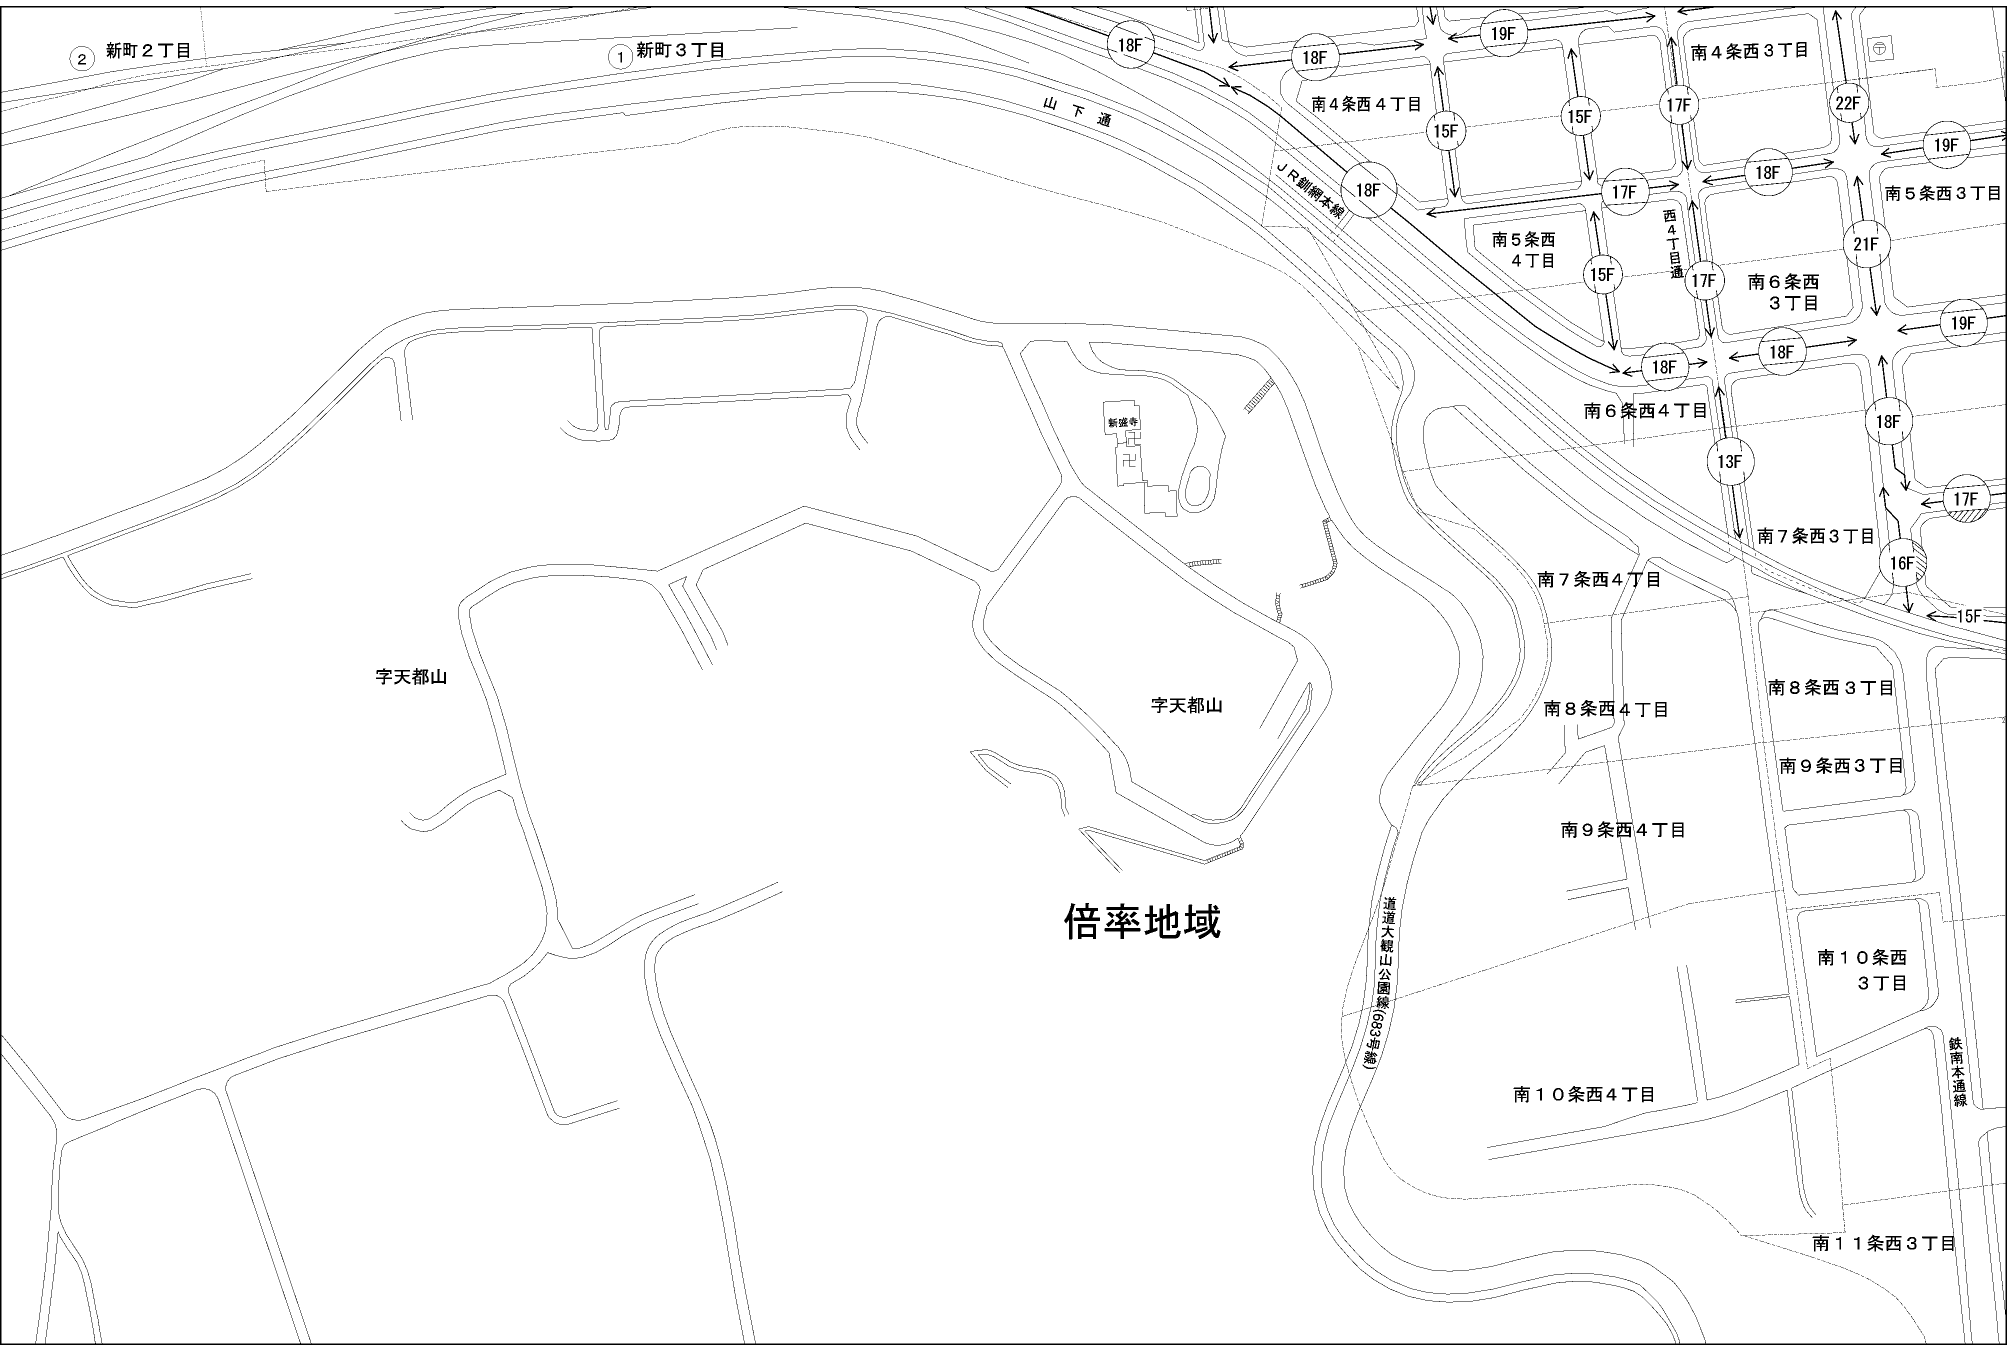 ② 新町２丁目
① 新町３丁目
18F
18F
19F
南４条西３丁目
〒
22F
17F
15F
15F
南４条西４丁目
山下通
19F
18F
17F
18F
ＪＲ釧網本線
南５条西３丁目
西４丁目通
南５条西
４丁目
21F
15F
17F
南６条西
３丁目
19F
18F
18F
南６条西４丁目
18F
13F
17F
新盛寺
卍
南７条西３丁目
16F
南７条西４丁目
15F
字天都山
字天都山
南８条西３丁目
南８条西４丁目
南９条西３丁目
南９条西４丁目
倍率地域
道道大観山公園線(683号線)
南１０条西
３丁目
鉄南本通線
南１０条西４丁目
南１１条西３丁目